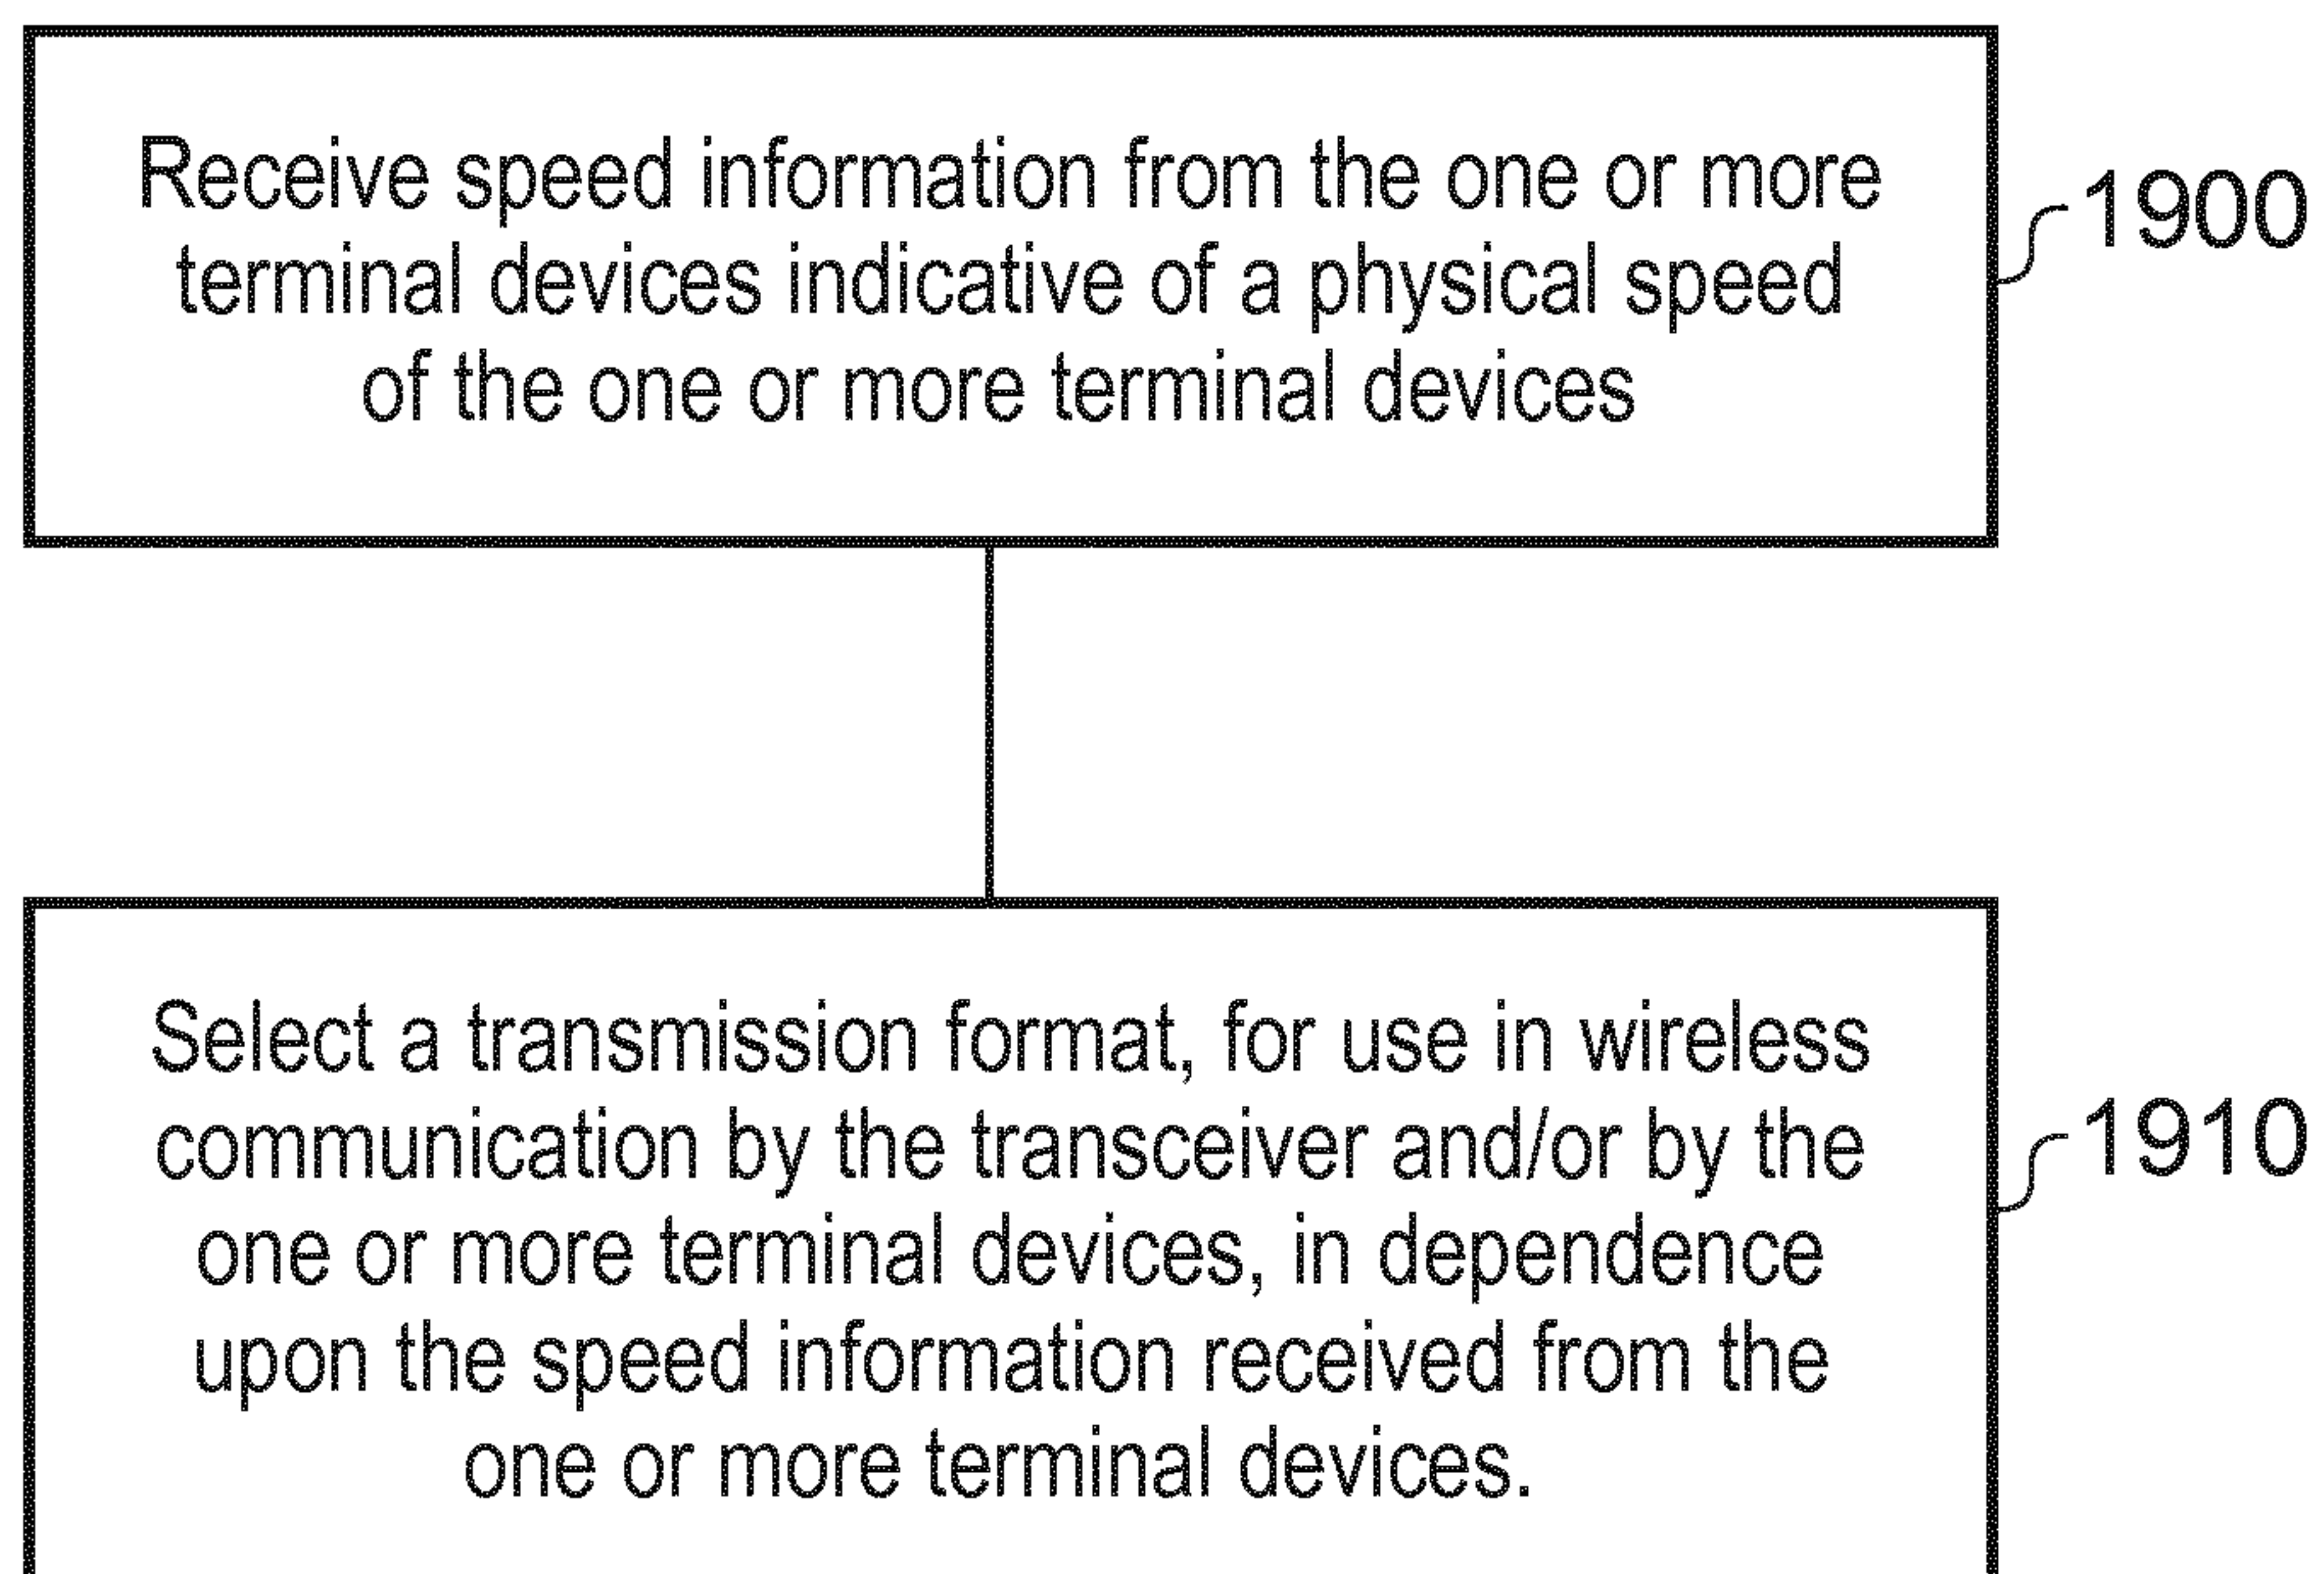 Receive speed information from the one or more
terminal devices indicative of a physical speed
of the one or more terminal devices
1900
Select a transmission format, for use in wireless
communication by the transceiver and/or by the
one or more terminal devices, in dependence
upon the speed information received from the
one or more terminal devices.
1910